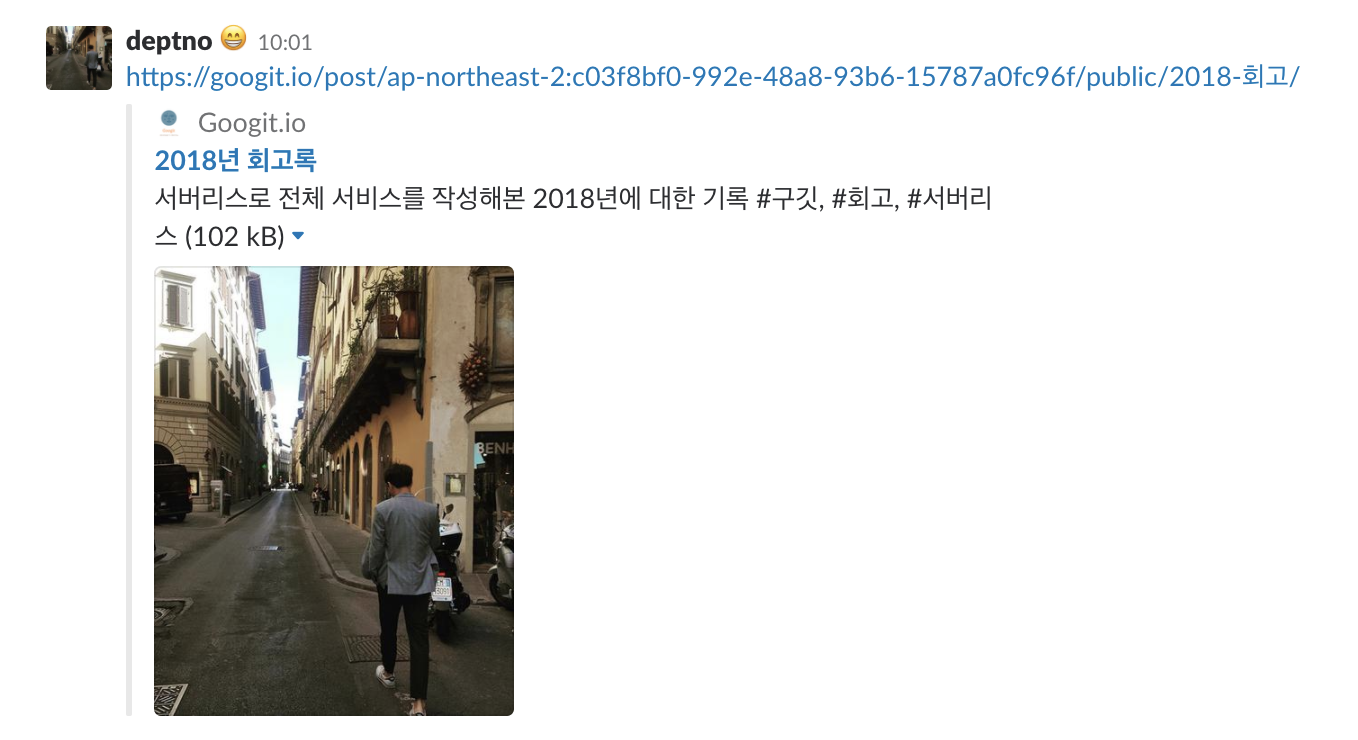 deptno 😁 10:01
https://googit.io/post/ap-northeast-2:c03f8bf0-992e-48a8-93b6-15787a0fc96f/public/2018-회고/
Googit.io
2018년 회고록
서버리스로 전체 서비스를 작성해본 2018년에 대한 기록 #구깃, #회고, #서버리
스 (102 kB)
BENH